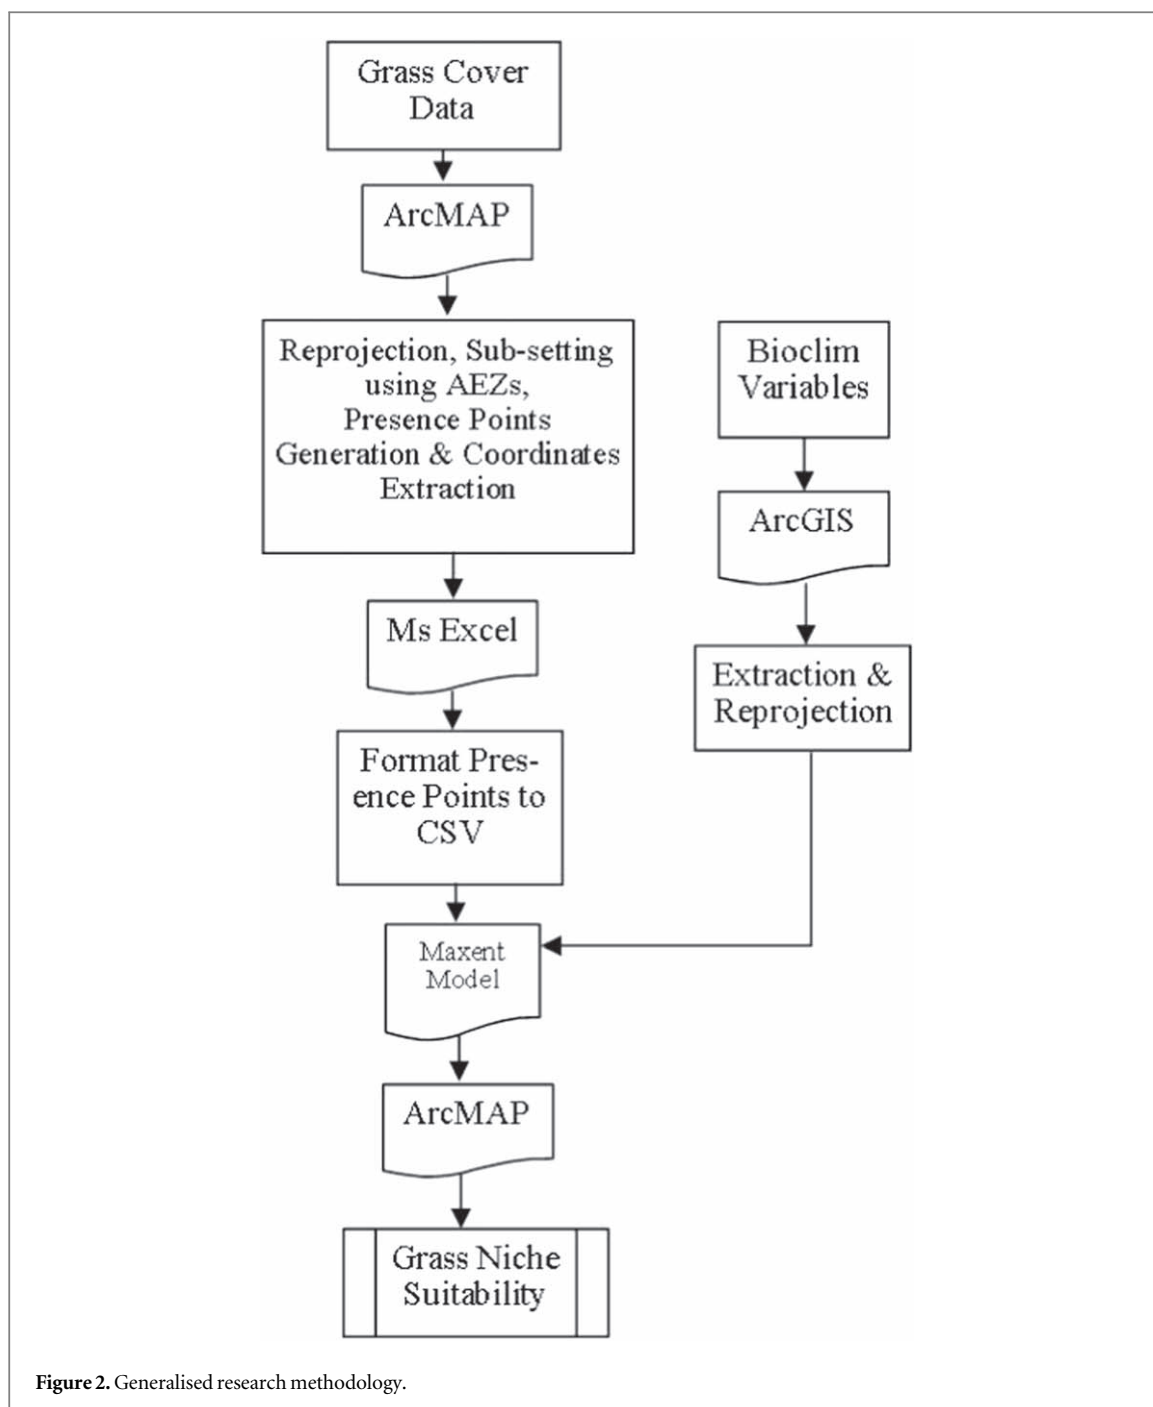 Grass Cover
Data
ArcMAP
Reprojection, Sub-setting
using AEZs,
Presence Points
Generation & Coordinates
Extraction
Ms Excel
Format Pres-
ence Points to
CSV
Bioclim
Variables
ArcGIS
Extraction &
Reprojection
Maxent
Model
ArcMAP
Grass Niche
Suitability
Figure 2. Generalised research methodology.